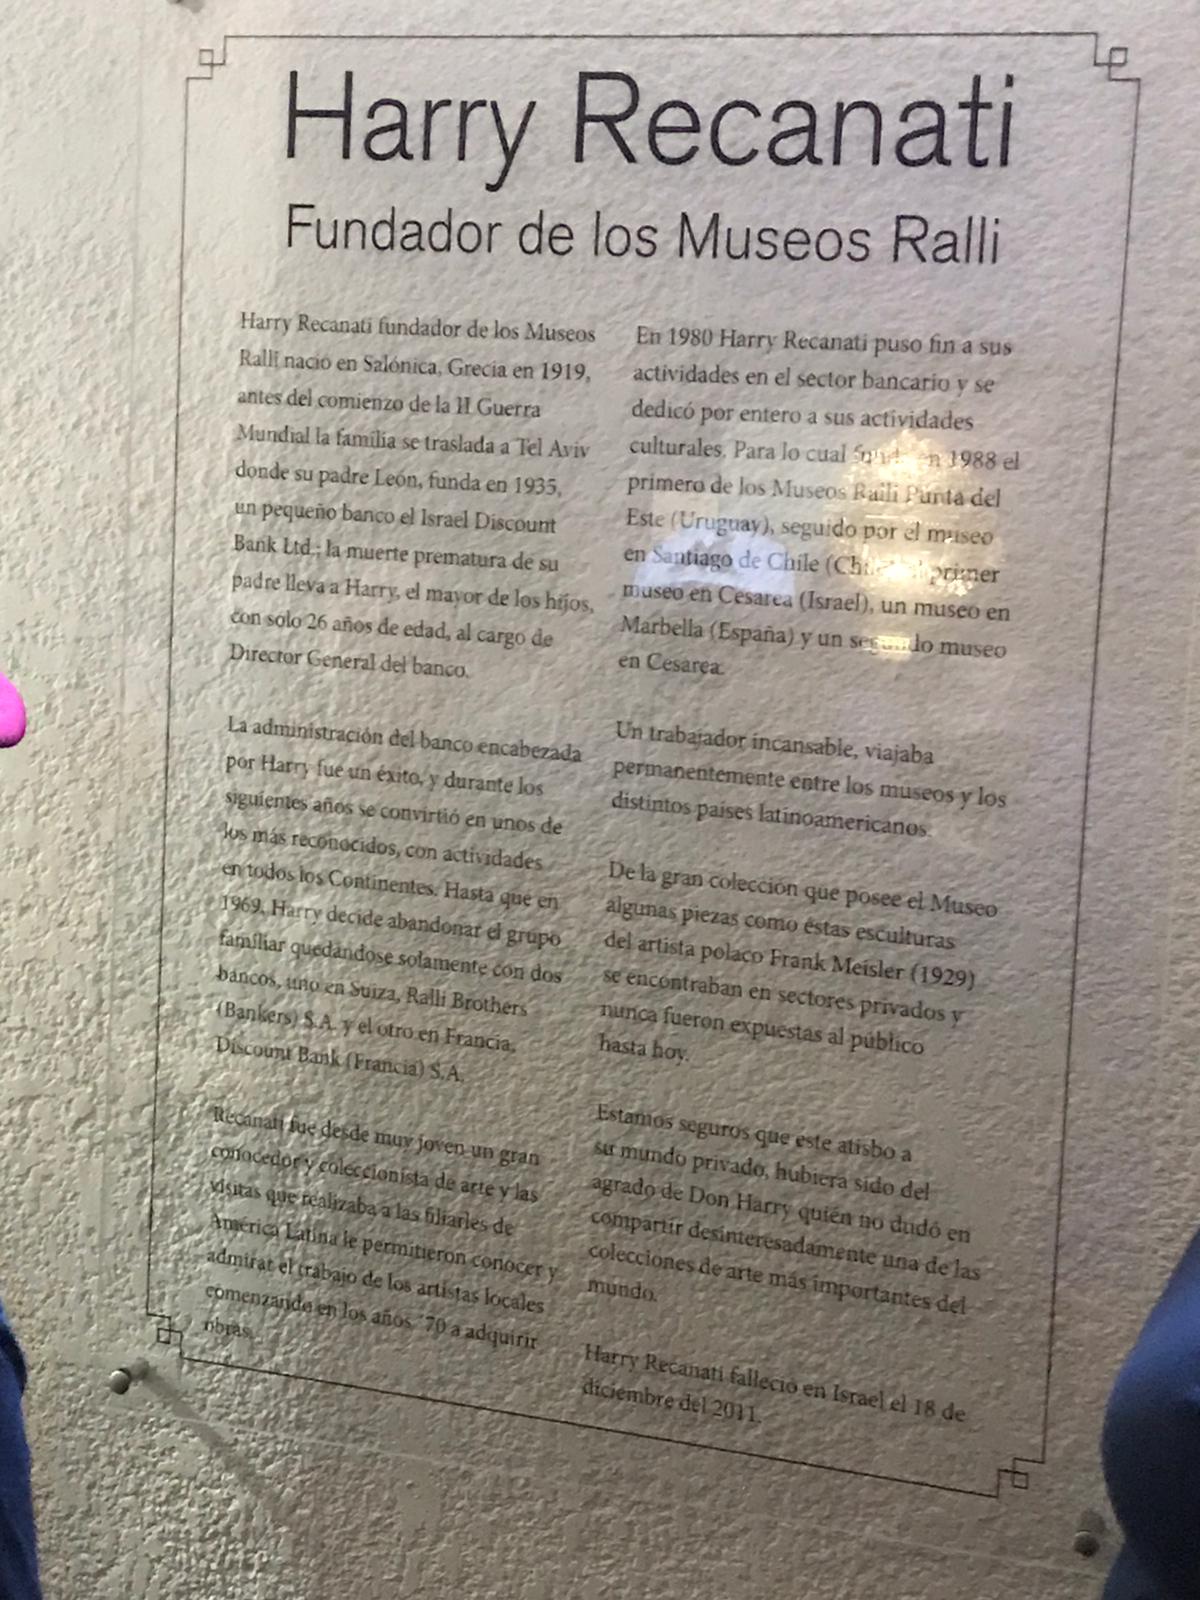 Harry Recanati
Fundador de los Museos Ralli
Harry Recanati fundador de los Museos
Ralli nacio en Salónica, Grecia en 1919,
antes del comienzo de la II Guerra
Mundial la familia se traslada a Tel Aviv
donde su padre León, funda en 1935,
un pequeño banco el Israel Discount
Bank Ltd.; la muerte prematura de su
padre lleva a Harry, el mayor de los hijos,
con solo 26 años de edad, al cargo de
Director General del banco.
La administración del banco encabezada
por Harry fue un éxito, y durante los
siguientes años se convirtió en unos de
los más reconocidos, con actividades
en todos los Continentes. Hasta que en
1969, Harry decide abandonar el grupo
familiar quedándose solamente con dos
bancos, uno en Suiza, Ralli Brothers
(Bankers) S.A. y el otro en Francia,
Discount Bank (Francia) S.A.
Recanati fue desde muy joven un gran
conocedor y coleccionista de arte y las
visitas que realizaba a las filiarles de
América Latina le permitieron conocer y
admirar el trabajo de los artistas locales
comenzando en los años ´70 a adquirir
obras.
En 1980 Harry Recanati puso fin a sus
actividades en el sector bancario y se
dedicó por entero a sus actividades
culturales. Para lo cual en 1988 el
primero de los Museos Ralli Punta del
Este (Uruguay), seguido por el museo
en Santiago de Chile primer
museo en Cesarea (Israel), un museo en
Marbella (España) y un segundo museo
en Cesarea.
Un trabajador incansable, viajaba
permanentemente entre los museos y los
distintos paises latinoamericanos.
De la gran colección que posee el Museo
algunas piezas como éstas esculturas
del artista polaco Frank Meisler (1929)
se encontraban en sectores privados y
nunca fueron expuestas al público
hasta hoy.
Estamos seguros que este atisbo a
su mundo privado, hubiera sido del
agrado de Don Harry quién no dudó en
compartir desinteresadamente una de las
colecciones de arte más importantes del
mundo.
Harry Recanati falleció en Israel el 18 de
diciembre del 2011.